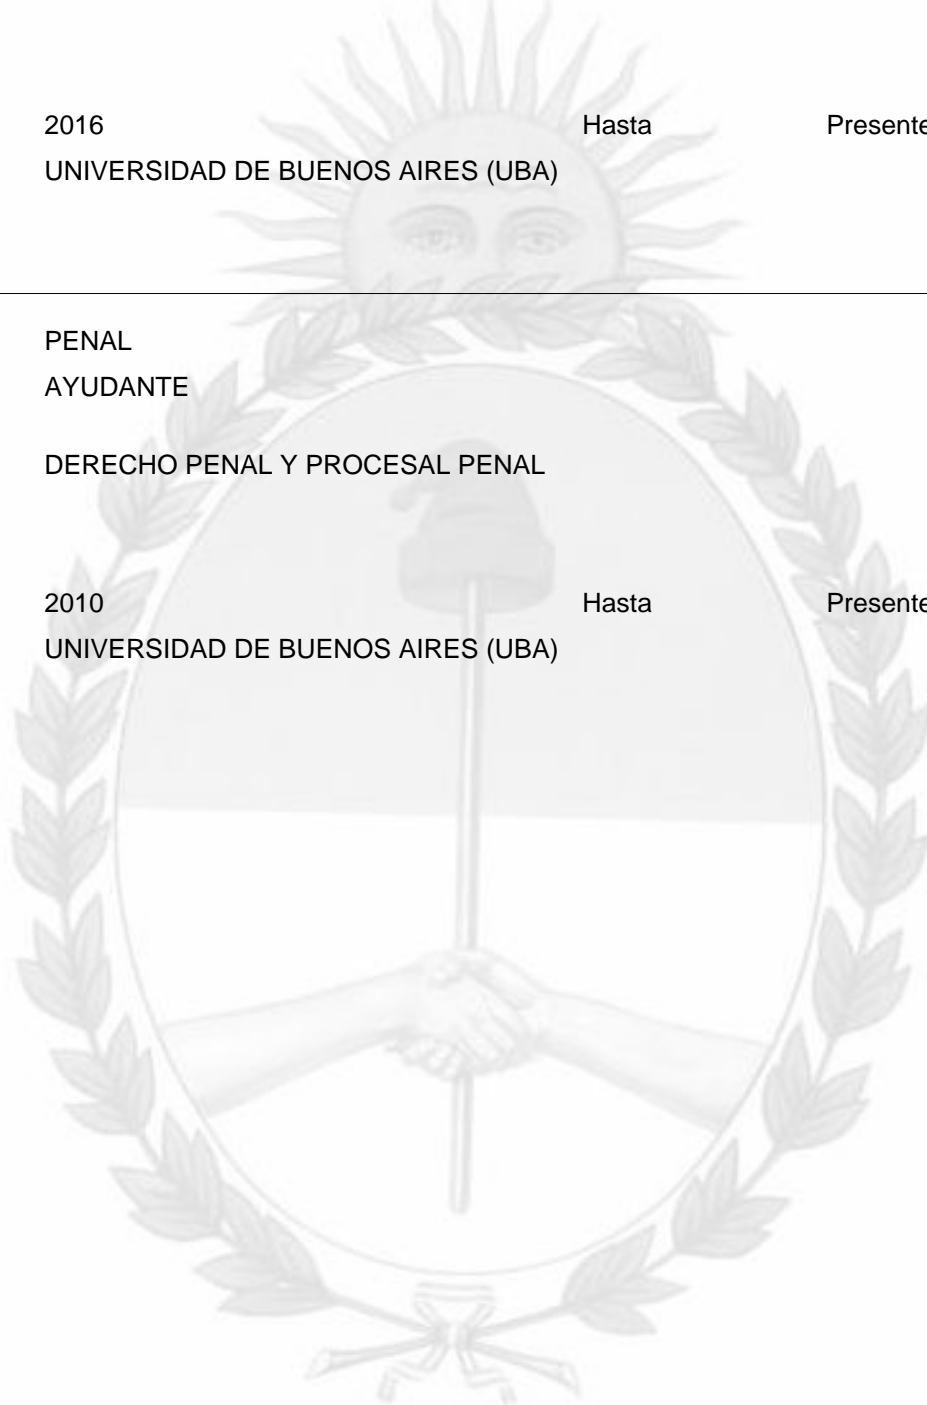 2016 Hasta Presente
UNIVERSIDAD DE BUENOS AIRES (UBA)
PENAL
AYUDANTE
DERECHO PENAL Y PROCESAL PENAL
2010 Hasta Presente
UNIVERSIDAD DE BUENOS AIRES (UBA)